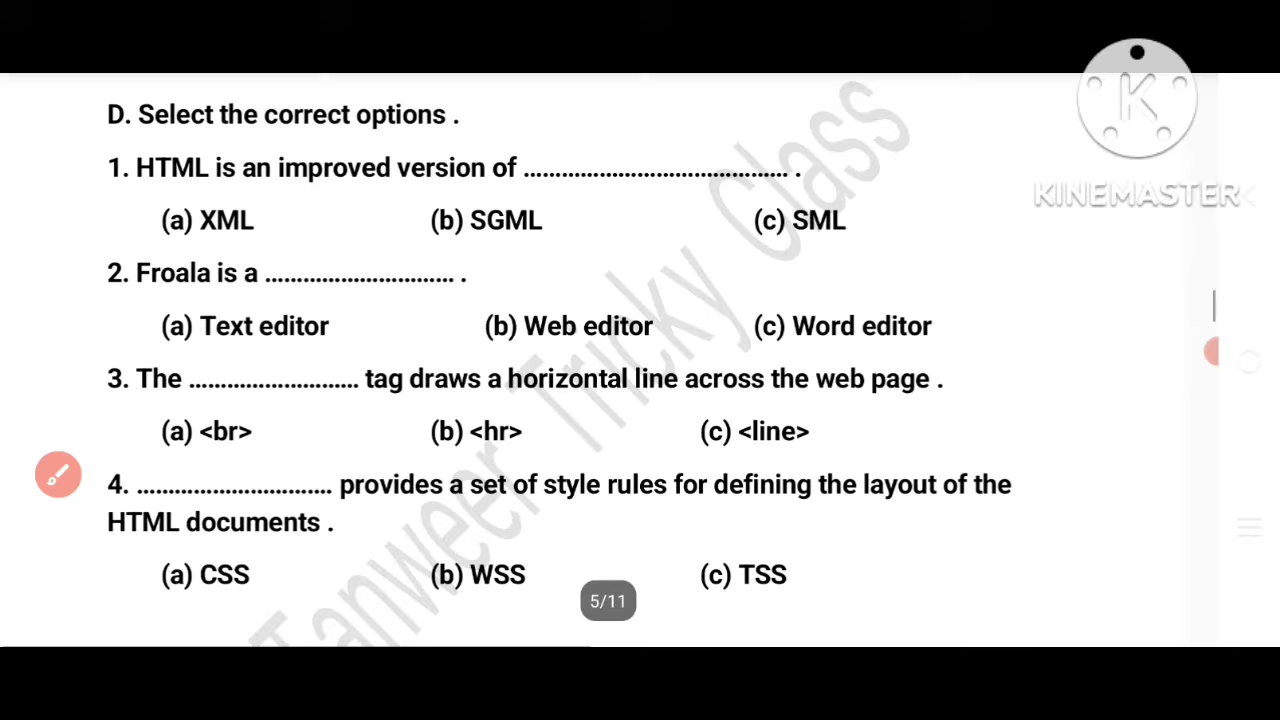 D. Select the correct options .
1. HTML is an improved version of ........................................ .
(a) XML (b) SGML (c) SML
2. Froala is a ............................. .
(a) Text editor (b) Web editor (c) Word editor
3. The .......................... tag draws a horizontal line across the web page .
(a) <br> (b) <hr> (c) <line>
4. .............................. provides a set of style rules for defining the layout of the
HTML documents .
(a) CSS (b) WSS (c) TSS
5/11
Tanweer Tricky Class
K
KINEMASTER